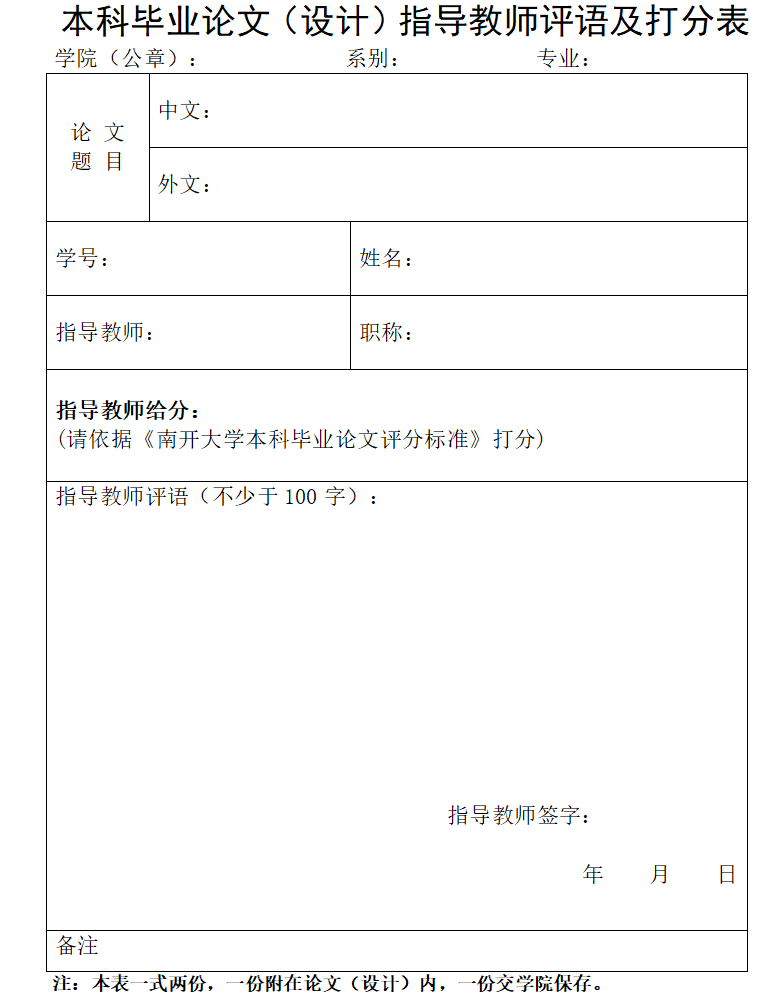 本科毕业论文（设计）指导教师评语及打分表
学院（公章）： 系别： 专业：
论 文
题 目
中文：
外文：
学号： 姓名：
指导教师： 职称：
指导教师给分：
(请依据《南开大学本科毕业论文评分标准》打分)
指导教师评语（不少于 100 字）：
指导教师签字：
年 月 日
备注
注：本表一式两份，一份附在论文（设计）内，一份交学院保存。